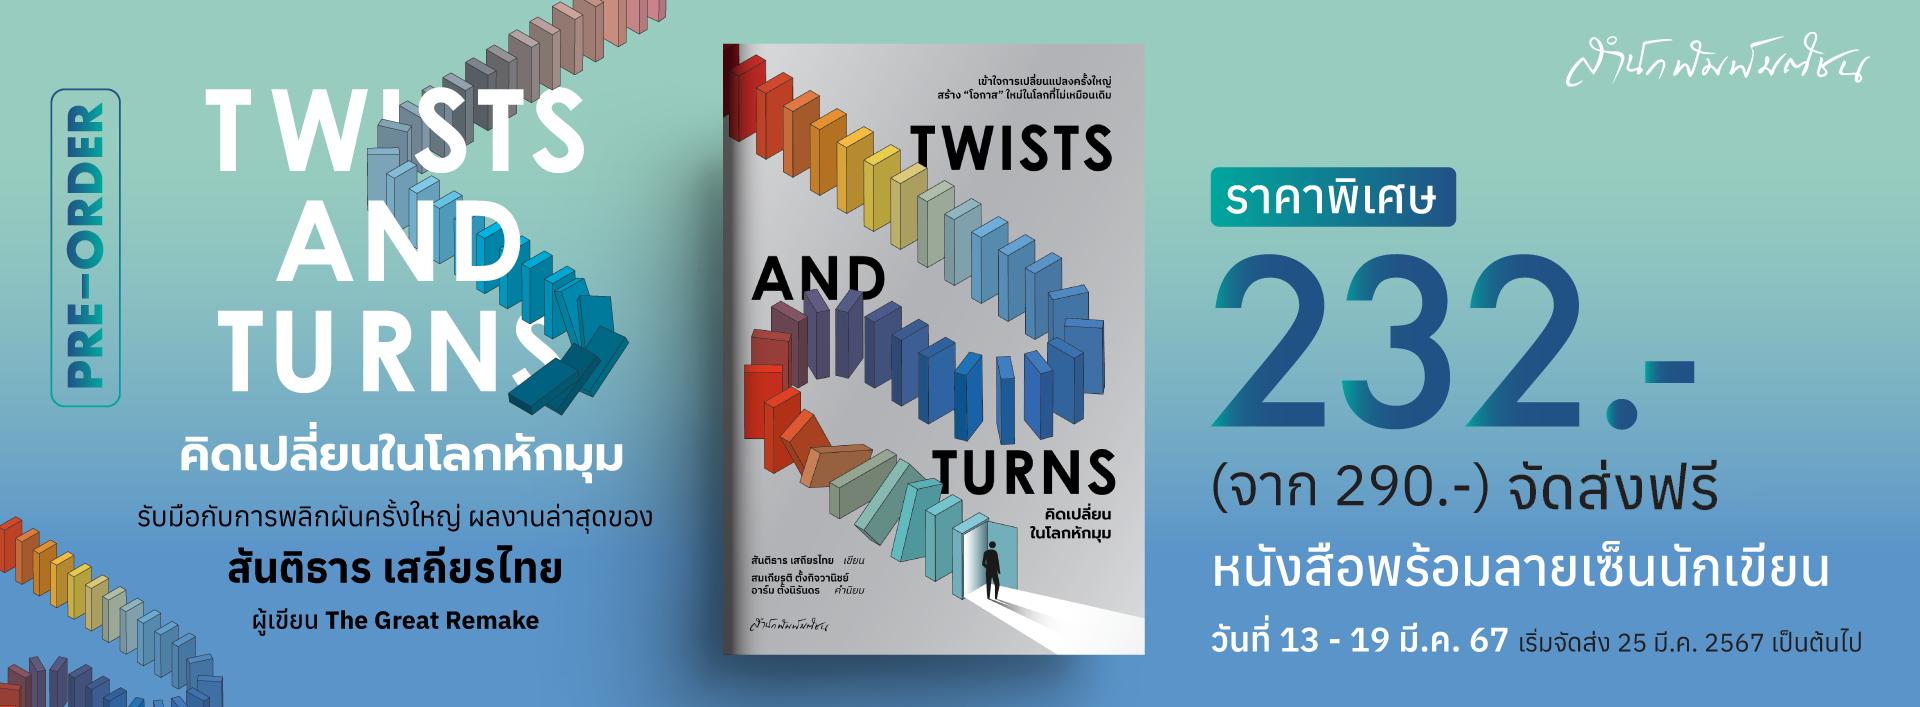 PRE-ORDER
TWISTS
AND
TURNS
คิดเปลี่ยนในโลกหักมุม
รับมือกับการพลิกผันครั้งใหญ่ ผลงานล่าสุดของ
สันติธาร เสถียรไทย
ผู้เขียน The Great Remake
เข้าใจการเปลี่ยนแปลงครั้งใหญ่
สร้าง “โอกาส” ใหม่ในโลกที่ไม่เหมือนเดิม
TWISTS
AND
TURNS
คิดเปลี่ยน
ในโลกหักมุม
สันติธาร เสถียรไทย เขียน
สมเกียรติ ตั้งกิจวานิชย์
อาร์ม ตั้งนิรันดร คำนิยม
สำนักพิมพ์มติชน
สำนักพิมพ์มติชน
ราคาพิเศษ
232.-
(จาก 290.-) จัดส่งฟรี
หนังสือพร้อมลายเซ็นนักเขียน
วันที่ 13 - 19 มี.ค. 67 เริ่มจัดส่ง 25 มี.ค. 2567 เป็นต้นไป